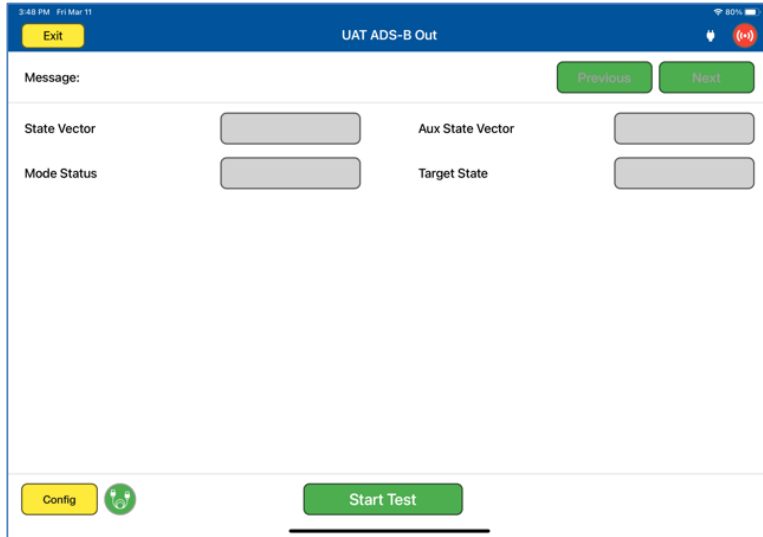 3:48 PM Fri Mar 11 80%
Exit UAT ADS-B Out
Message: Previous Next
State Vector Aux State Vector
Mode Status Target State
Config Start Test